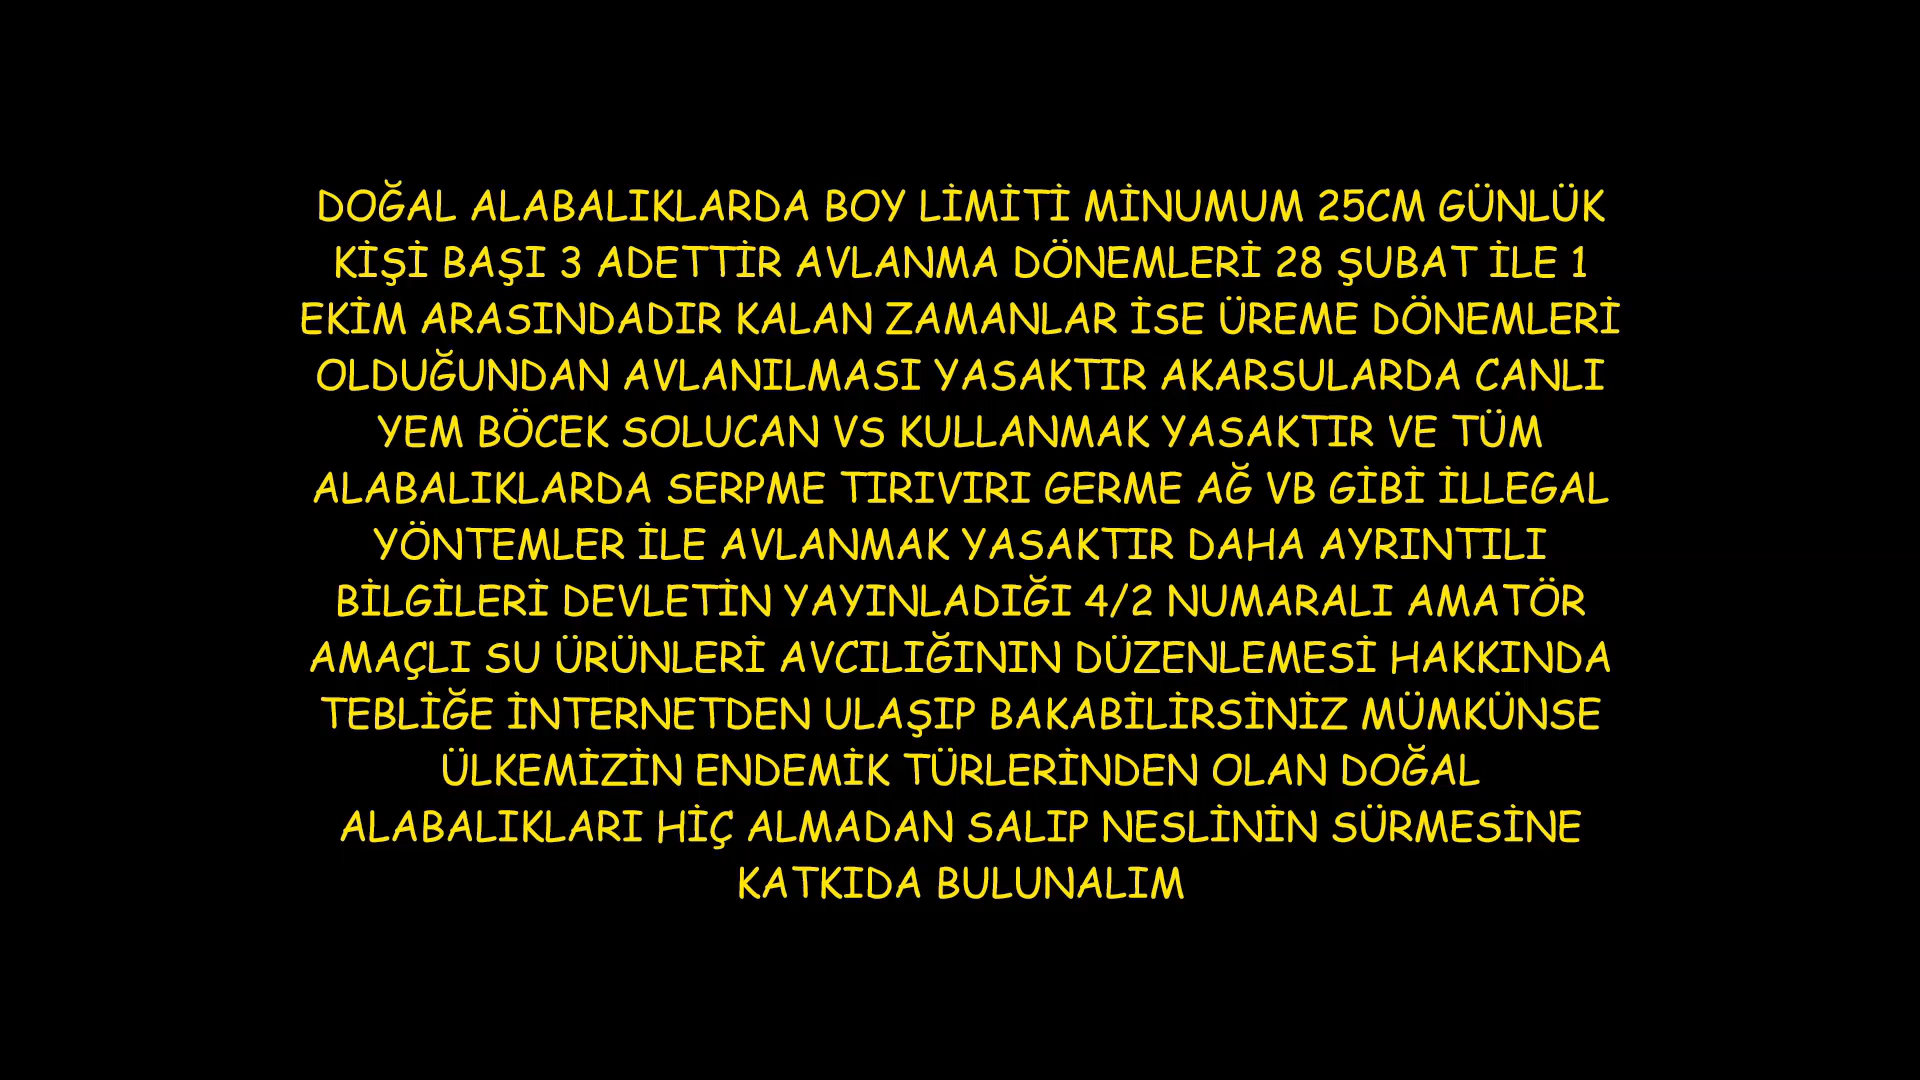 DOĞAL ALABALIKLARDA BOY LİMİTİ MİNUMUM 25CM GÜNLÜK
KİŞİ BAŞI 3 ADETTİR AVLANMA DÖNEMLERİ 28 ŞUBAT İLE 1
EKİM ARASINDADIR KALAN ZAMANLAR İSE ÜREME DÖNEMLERİ
OLDUĞUNDAN AVLANILMASI YASAKTIR AKARSULARDA CANLI
YEM BÖCEK SOLUCAN VS KULLANMAK YASAKTIR VE TÜM
ALABALIKLARDA SERPME TIRIVIRI GERME AĞ VB GİBİ İLLEGAL
YÖNTEMLER İLE AVLANMAK YASAKTIR DAHA AYRINTILI
BİLGİLERİ DEVLETİN YAYINLADIĞI 4/2 NUMARALI AMATÖR
AMAÇLI SU ÜRÜNLERİ AVCILIĞININ DÜZENLEMESİ HAKKINDA
TEBLİĞE İNTERNETDEN ULAŞIP BAKABİLİRSİNİZ MÜMKÜNSE
ÜLKEMİZİN ENDEMİK TÜRLERİNDEN OLAN DOĞAL
ALABALIKLARI HİÇ ALMADAN SALIP NESLİNİN SÜRMESİNE
KATKIDA BULUNALIM